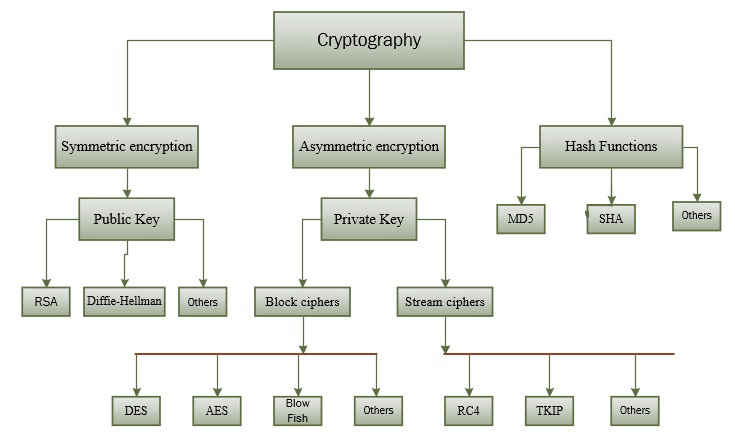 Cryptography
Symmetric encryption
Asymmetric encryption
Hash Functions
Public Key
Private Key
MD5
SHA
Others
RSA
Diffie-Hellman
Others
Block ciphers
Stream ciphers
DES
AES
Blow
Fish
Others
RC4
TKIP
Others